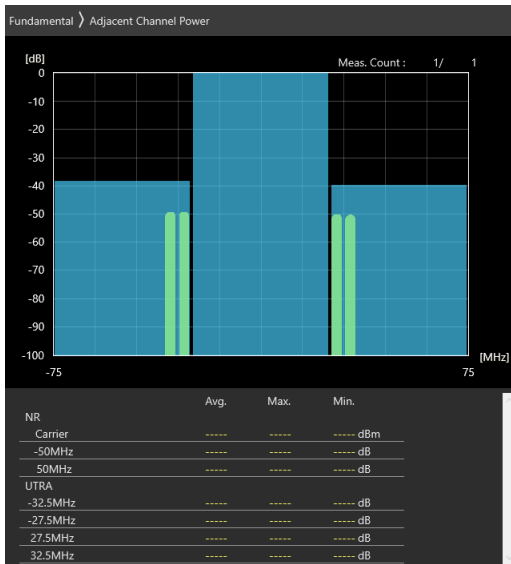 Fundamental 〉 Adjacent Channel Power
[dB]
Meas. Count : 1/ 1
0
-10
-20
-30
-40
-50
-60
-70
-80
-90
-100
[MHz]
-75 75
Avg. Max. Min.
NR
Carrier ----- ----- ----- dBm
-50MHz ----- ----- ----- dB
50MHz ----- ----- ----- dB
UTRA
-32.5MHz ----- ----- ----- dB
-27.5MHz ----- ----- ----- dB
27.5MHz ----- ----- ----- dB
32.5MHz ----- ----- ----- dB